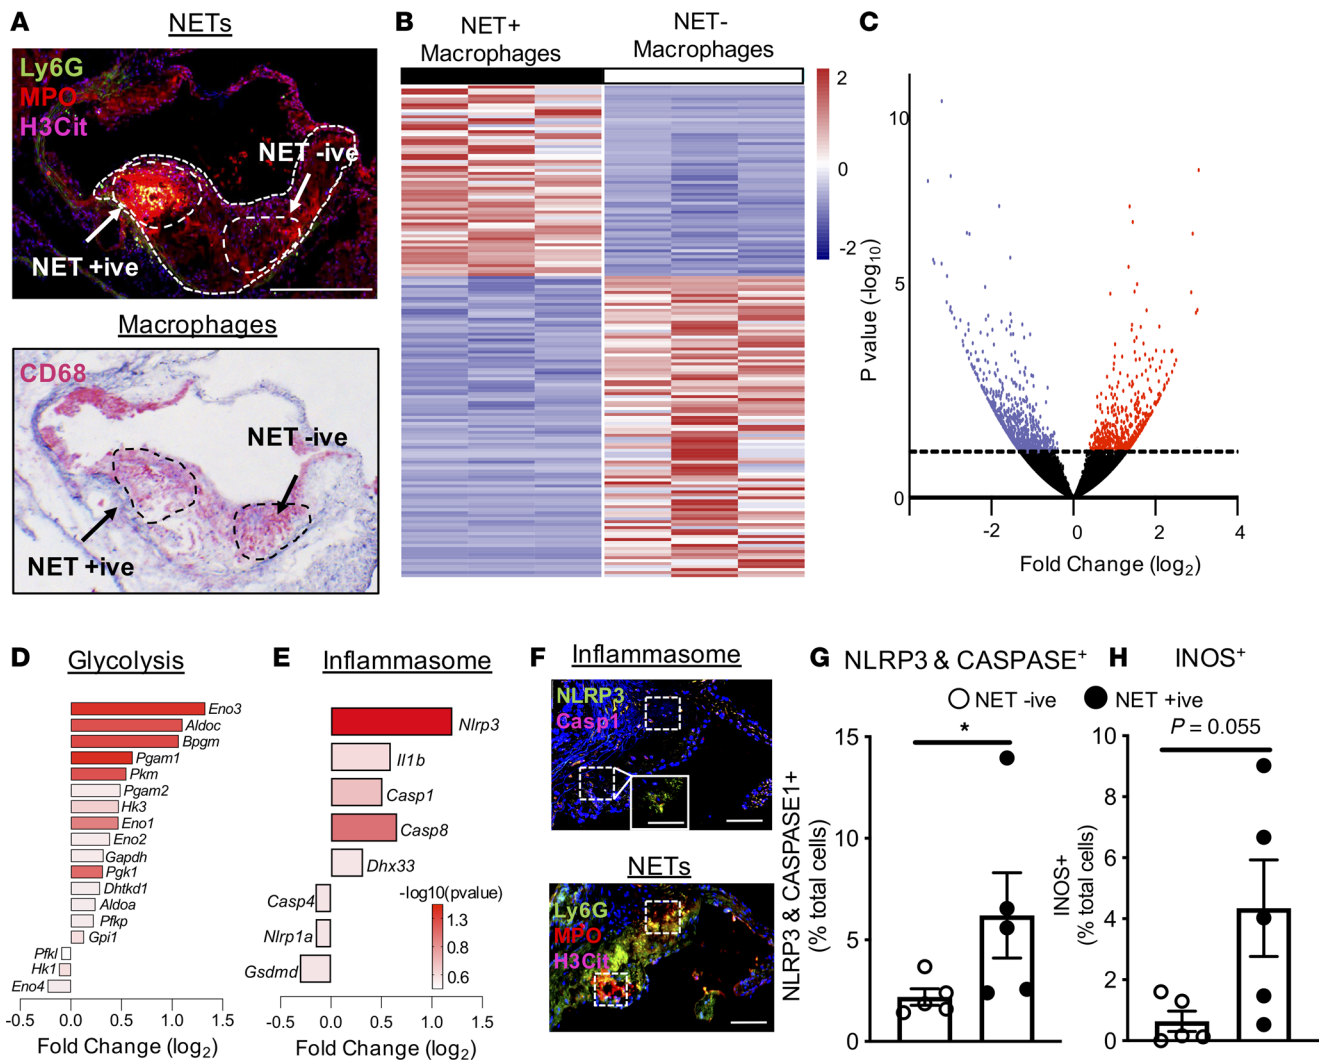 A
NETs
Ly6G
MPO
H3Cit
NET -ive
NET +ive
Macrophages
CD68
NET -ive
NET +ive
B
NET+
Macrophages
NET-
Macrophages
2
0
-2
C
10
5
0
P value (-log10)
-2
0
2
4
Fold Change (log2)
D
Glycolysis
Eno3
Aldoc
Bpgm
Pgam1
Pkm
Pgam2
Hk3
Eno1
Eno2
Gapdh
Pgk1
Dhtkd1
Aldoa
Pfkp
Gpi1
Pfkl
Hk1
Eno4
-0.5 0.0 0.5 1.0 1.5
Fold Change (log2)
E
Inflammasome
Nlrp3
Il1b
Casp1
Casp8
Dhx33
Casp4
Nlrp1a
Gsdmd
-log10(pvalue)
1.3
0.8
0.6
-0.5 0.0 0.5 1.0 1.5
Fold Change (log2)
F
Inflammasome
NLRP3
Casp1
NETs
Ly6G
MPO
H3Cit
G
NLRP3 & CASPASE+
NET -ive
NET +ive
*
15
10
5
0
NLRP3 & CASPASE1+
(% total cells)
H
INOS+
P = 0.055
10
8
6
4
2
0
INOS+
(% total cells)